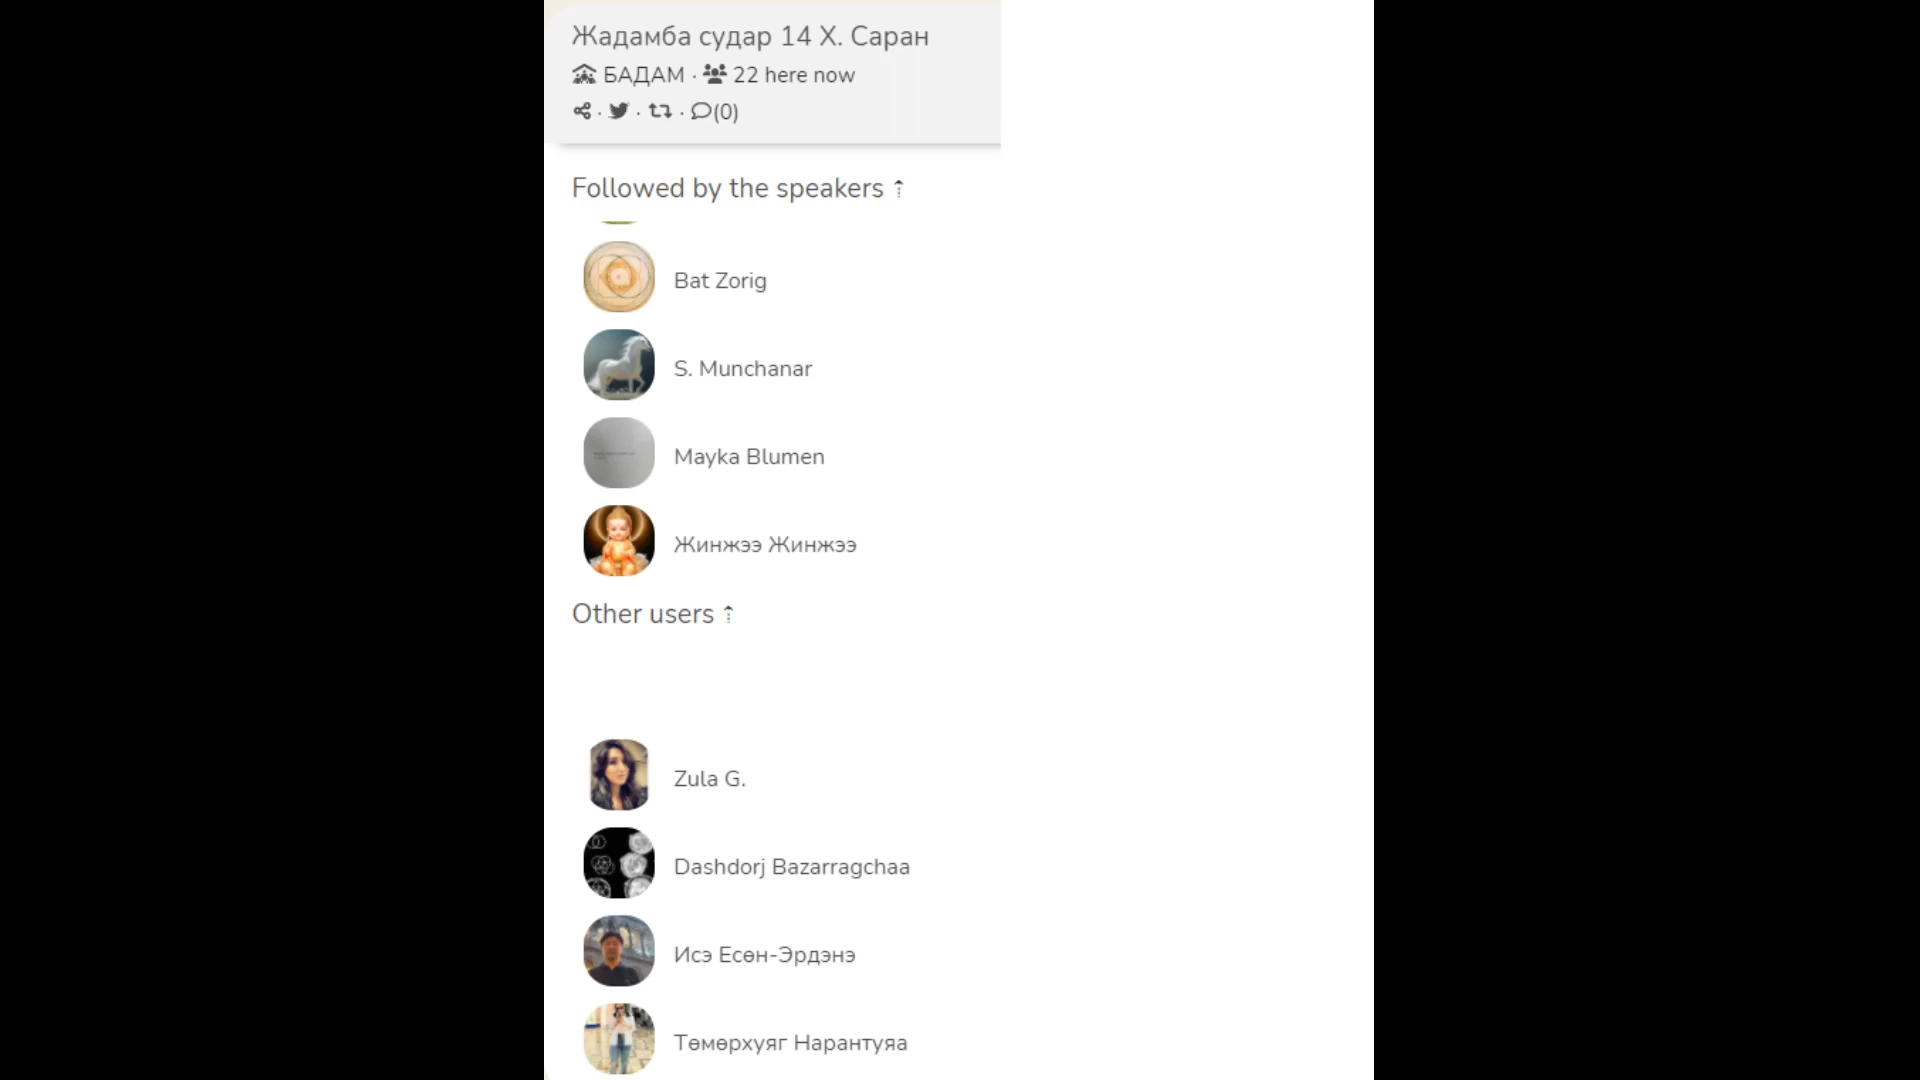 Жадамба судар 14 Х. Саран
БАДАМ · 22 here now
· · · (0)
Followed by the speakers ⇡
Bat Zorig
S. Munchanar
Mayka Blumen
Жинжээ Жинжээ
Other users ⇡
Zula G.
Dashdorj Bazarragchaa
Исэ Есөн-Эрдэнэ
Төмөрхуяг Нарантуяа